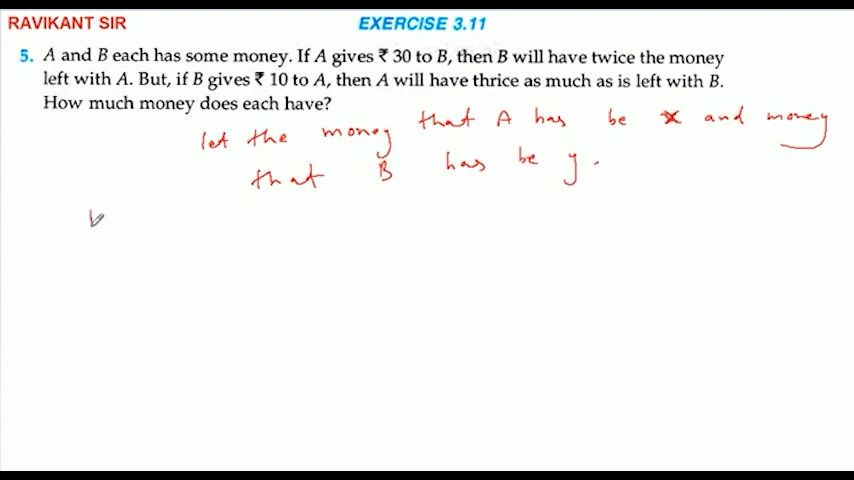 RAVIKANT SIR
EXERCISE 3.11
5. A and B each has some money. If A gives ₹ 30 to B, then B will have twice the money
left with A. But, if B gives ₹ 10 to A, then A will have thrice as much as is left with B.
How much money does each have?
let the money that A has be x and money
that B has be y.